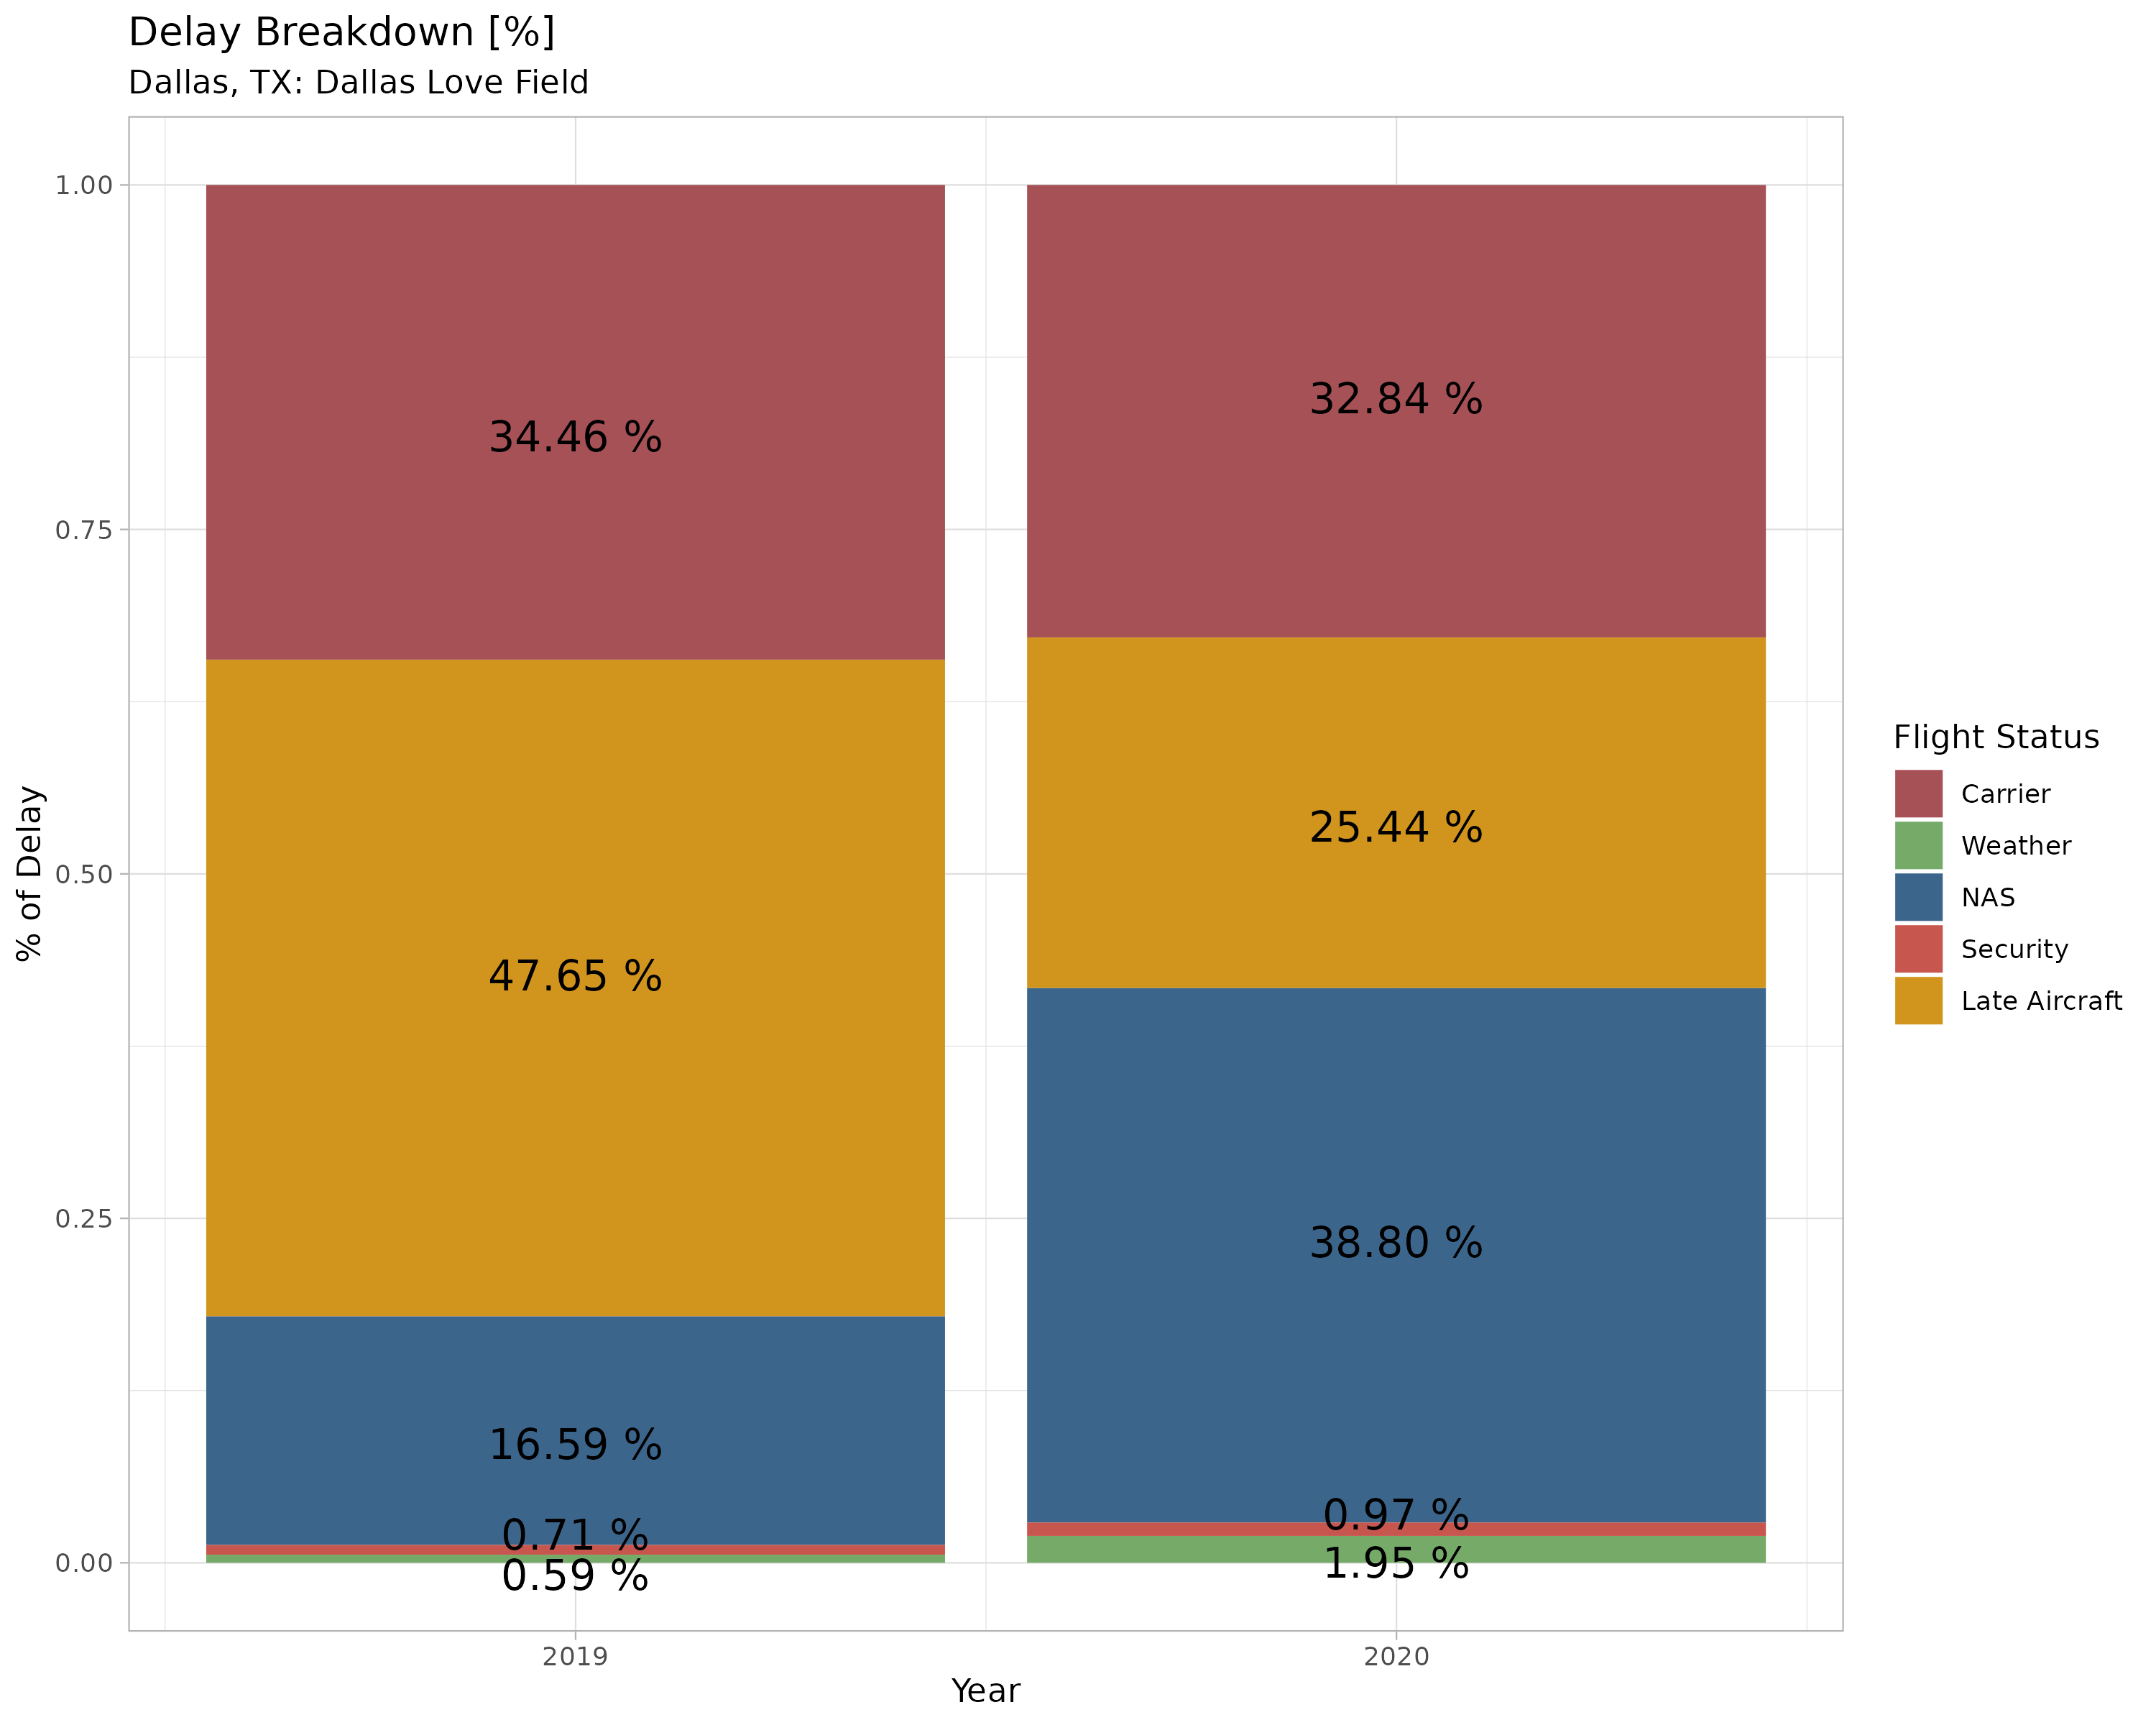 Delay Breakdown [%]
Dallas, TX: Dallas Love Field
% of Delay
1.00
0.75
0.50
0.25
0.00
34.46 %
47.65 %
16.59 %
0.71 %
0.59 %
32.84 %
25.44 %
38.80 %
0.97 %
1.95 %
2019
2020
Year
Flight Status
Carrier
Weather
NAS
Security
Late Aircraft